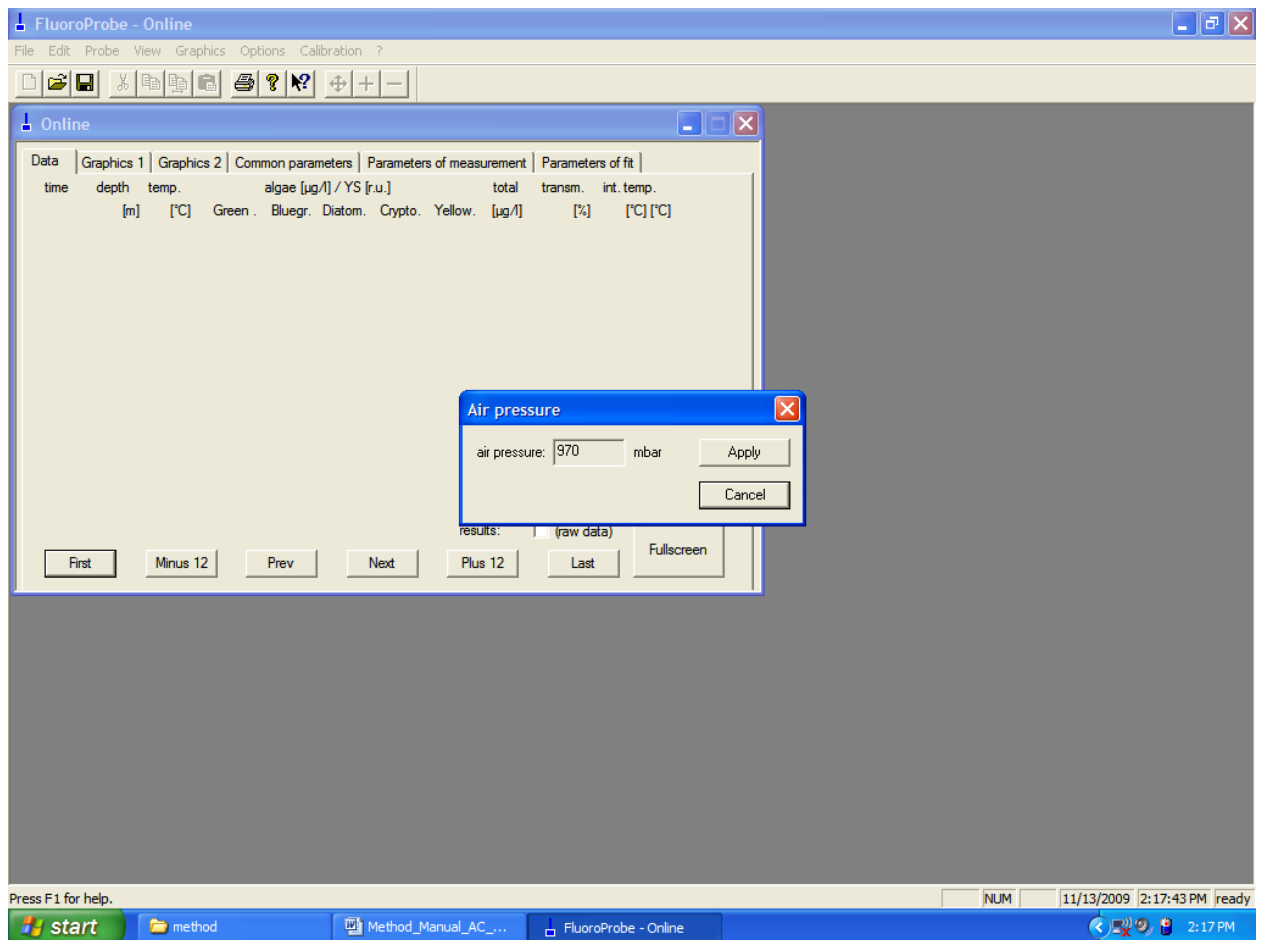 FluoroProbe - Online
File Edit Probe View Graphics Options Calibration ?
Online
Data Graphics 1 Graphics 2 Common parameters Parameters of measurement Parameters of fit
time depth temp. algae [µg/l] / YS [r.u.] total transm. int. temp.
[m] [°C] Green . Bluegr. Diatom. Crypto. Yellow. [µg/l] [%] [°C] [°C]
Air pressure
air pressure: 970 mbar Apply
Cancel
results: (raw data)
Fullscreen
First Minus 12 Prev Next Plus 12 Last
Press F1 for help. NUM 11/13/2009 2:17:43 PM ready
start method Method_Manual_AC_... FluoroProbe - Online 2:17 PM